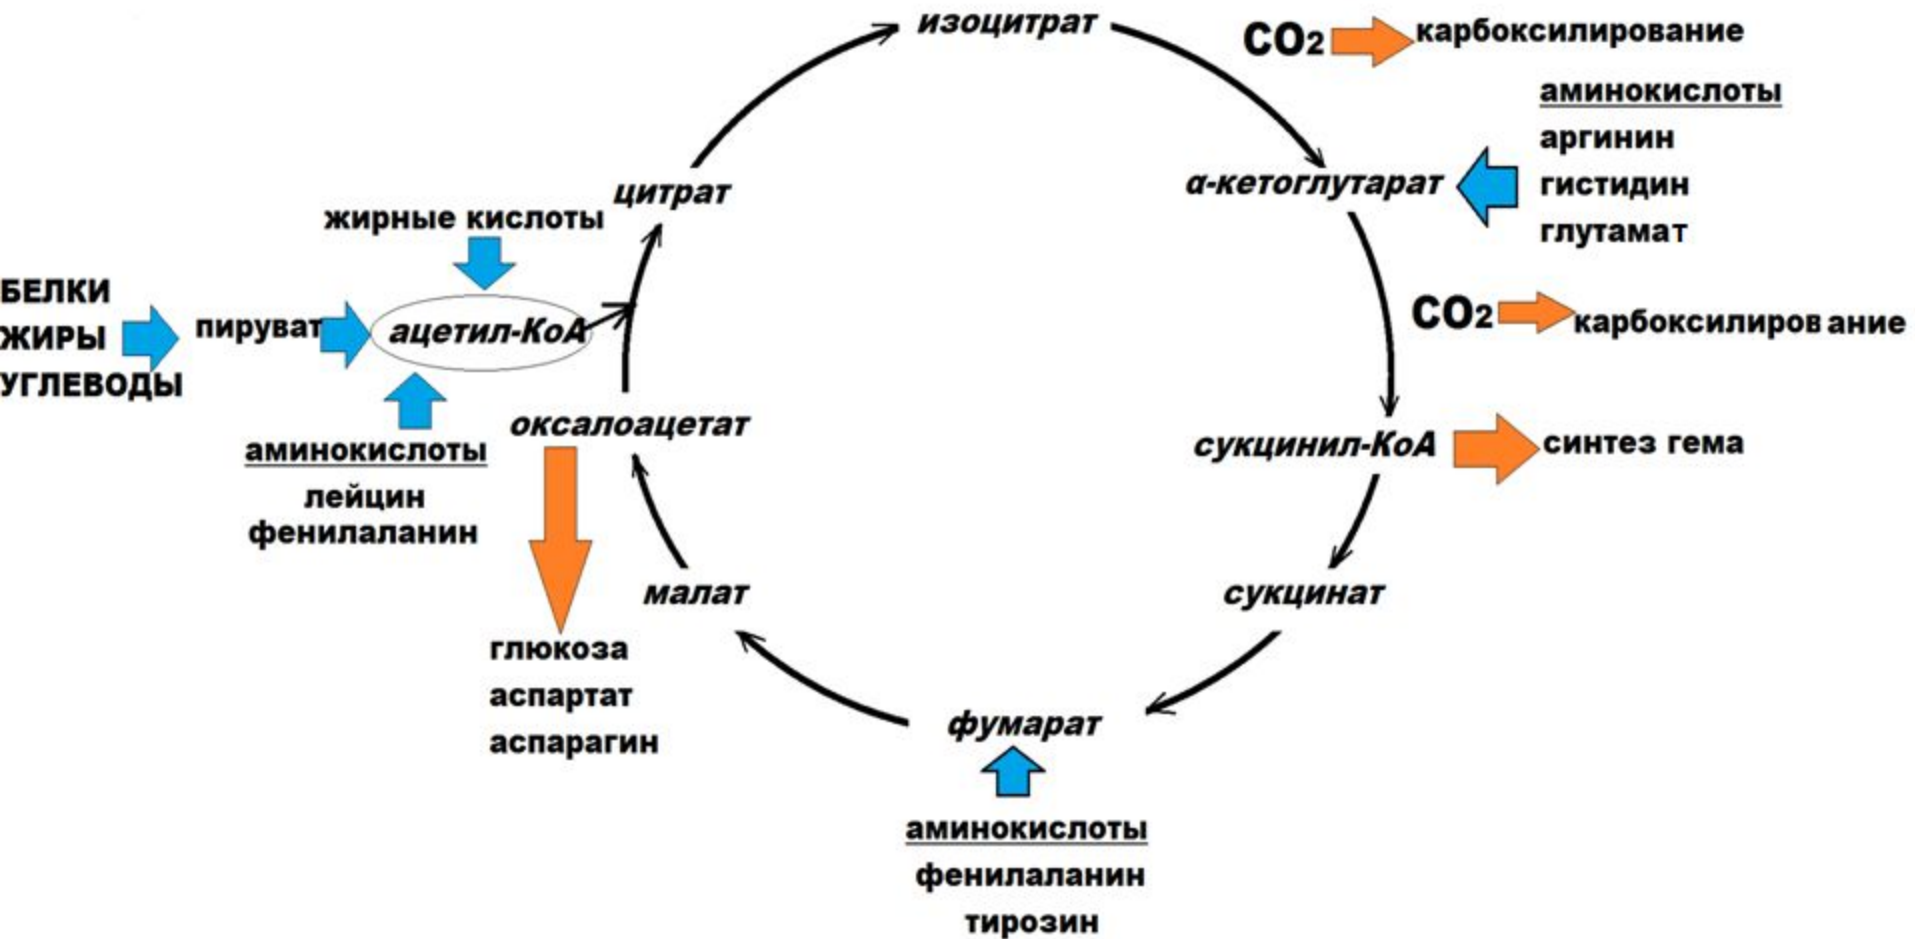 изоцитрат
CO2
карбоксилирование
аминокислоты
аргинин
гистидин
глутамат
α-кетоглутарат
цитрат
жирные кислоты
БЕЛКИ
ЖИРЫ
УГЛЕВОДЫ
пируват
ацетил-КоА
CO2
карбоксилиров ание
аминокислоты
лейцин
фенилаланин
оксалоацетат
сукцинил-КоА
синтез гема
малат
сукцинат
глюкоза
аспартат
аспарагин
фумарат
аминокислоты
фенилаланин
тирозин